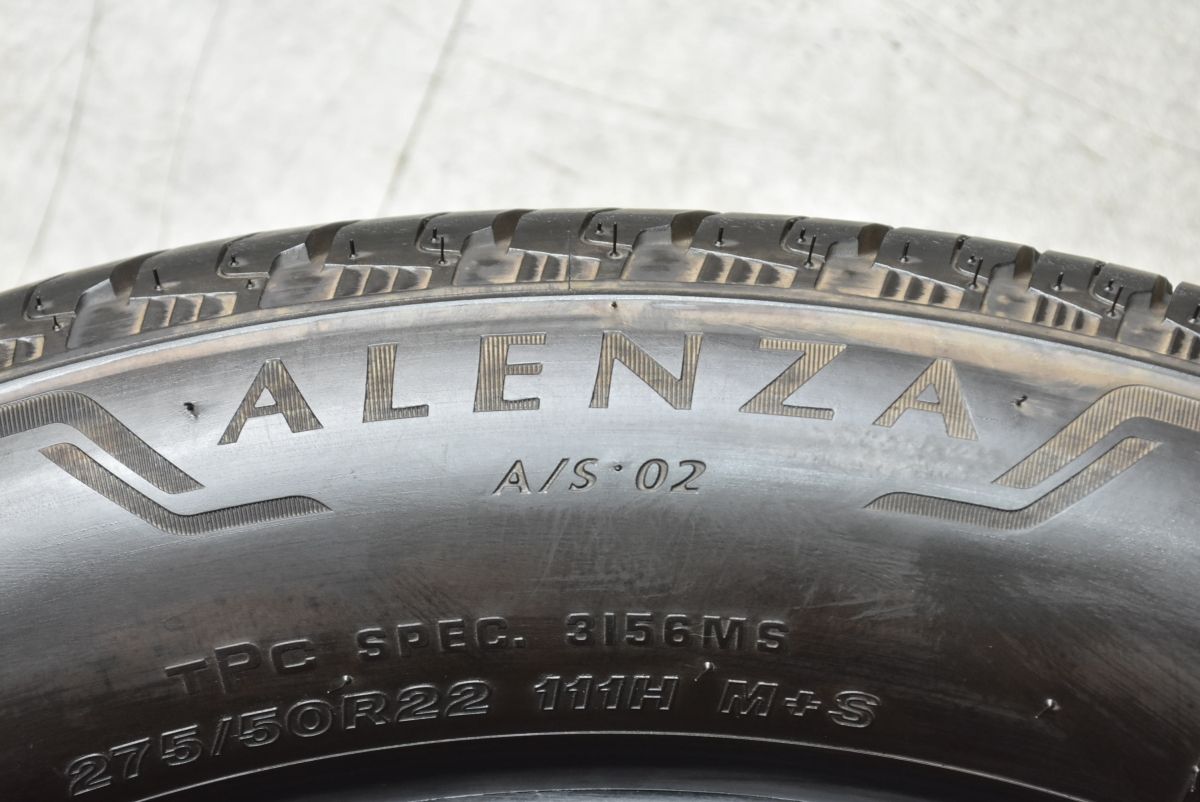 ALENZA
A/S 02
TPC SPEC. 3156MS
275/50R22 111H M+S